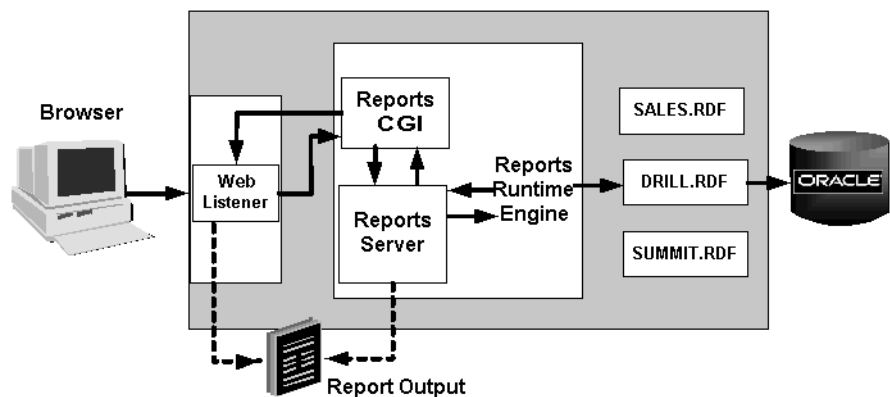 Browser
Web
Listener
Reports
CGI
Reports
Server
Reports
Runtime
Engine
SALES.RDF
DRILL.RDF
SUMMIT.RDF
ORACLE
Report Output